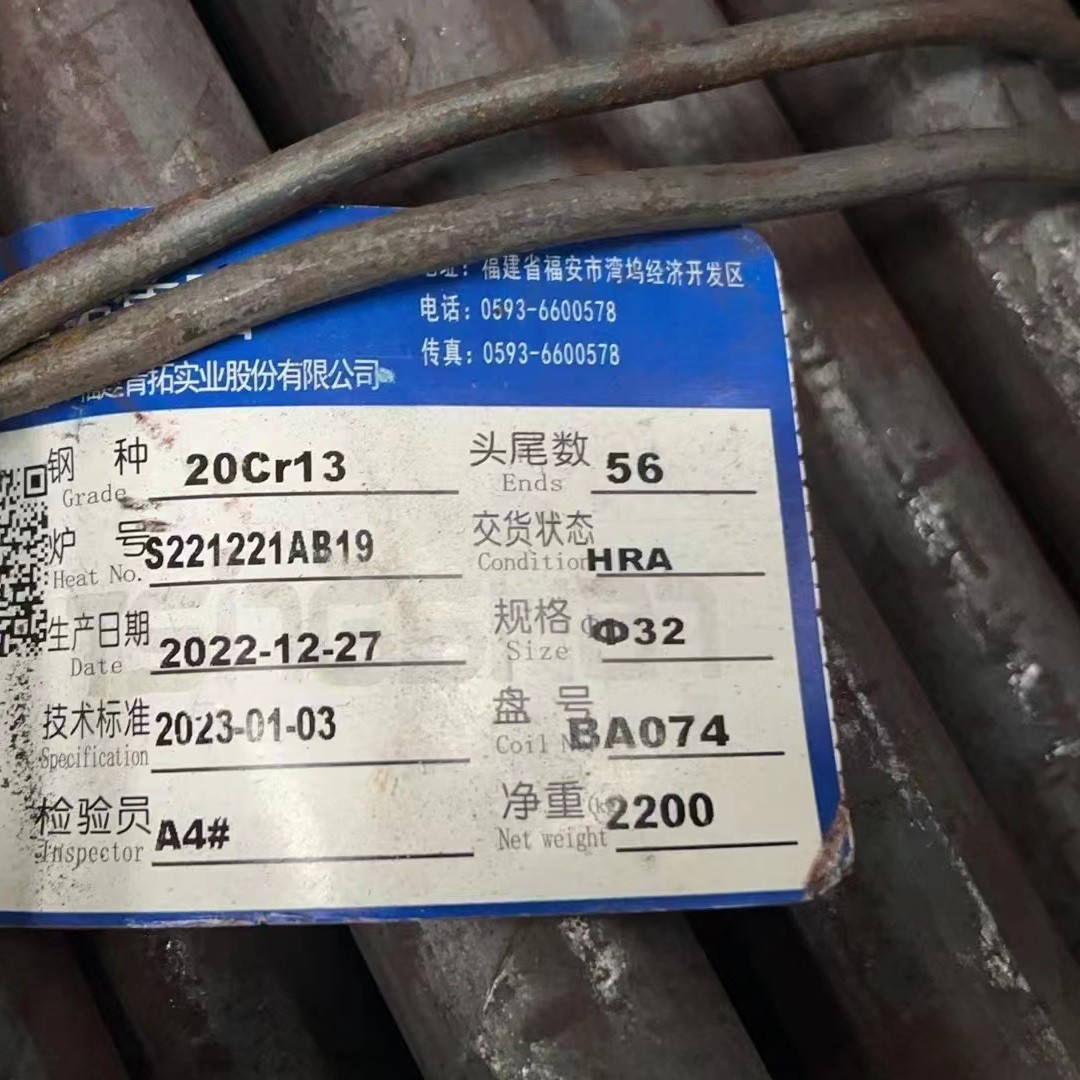 福建省福安市湾坞经济开发区
电话：0593-6600578
传真：0593-6600578
福建青拓实业股份有限公司
钢 种 Grade 20Cr13
头尾数 Ends 56
炉 号 Heat No. S221221AB19
交货状态 Condition HRA
生产日期 Date 2022-12-27
规格 Size Φ32
技术标准 Specification 2023-01-03
盘 号 Coil BA074
检验员 Inspector A4#
净重 Net weight 2200